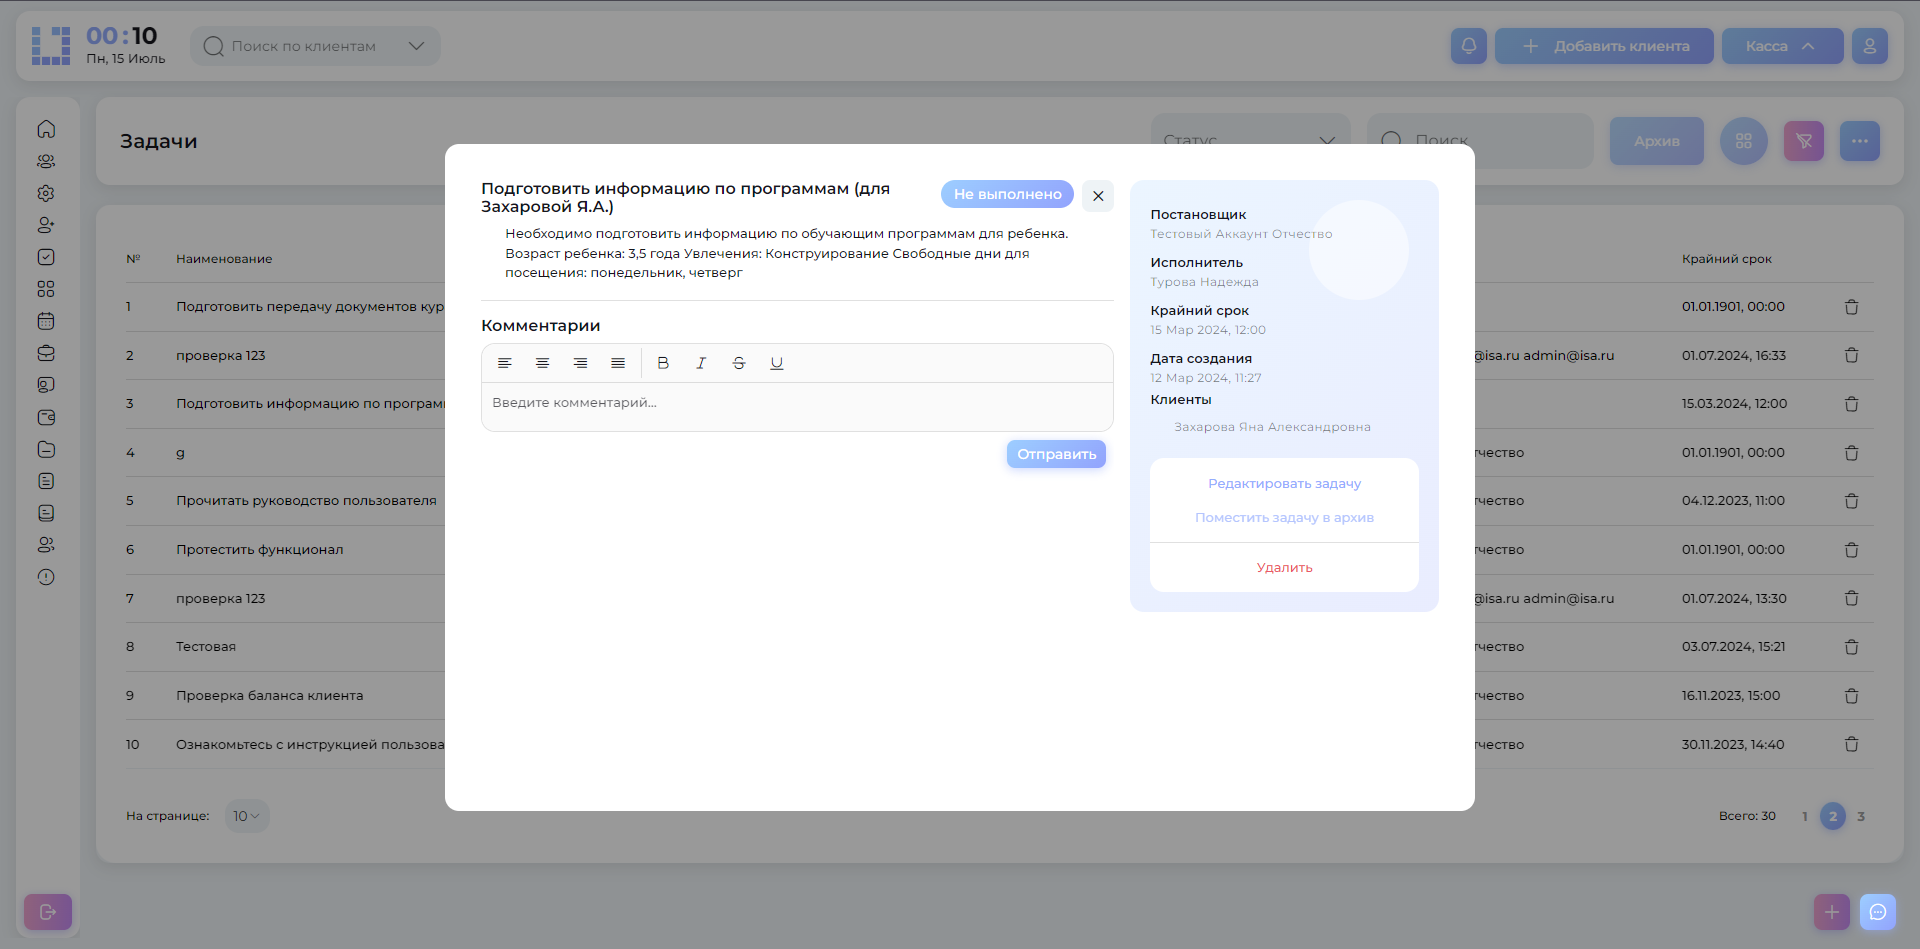 00:10
Пн, 15 Июль
Поиск по клиентам
Добавить клиента
Касса
Задачи
Статус
Поиск
Архив
№ Наименование Крайний срок
1 Подготовить передачу документов кур 01.01.1901, 00:00
2 проверка 123 @isa.ru admin@isa.ru 01.07.2024, 16:33
3 Подготовить информацию по програм 15.03.2024, 12:00
4 g тчество 01.01.1901, 00:00
5 Прочитать руководство пользователя тчество 04.12.2023, 11:00
6 Протестить функционал тчество 01.01.1901, 00:00
7 проверка 123 @isa.ru admin@isa.ru 01.07.2024, 13:30
8 Тестовая тчество 03.07.2024, 15:21
9 Проверка баланса клиента тчество 16.11.2023, 15:00
10 Ознакомьтесь с инструкцией пользова тчество 30.11.2023, 14:40
На странице: 10
Всего: 30 1 2 3
Подготовить информацию по программам (для
Захаровой Я.А.)
Не выполнено
Необходимо подготовить информацию по обучающим программам для ребенка.
Возраст ребенка: 3,5 года Увлечения: Конструирование Свободные дни для
посещения: понедельник, четверг
Комментарии
B I S U
Введите комментарий...
Отправить
Постановщик
Тестовый Аккаунт Отчество
Исполнитель
Турова Надежда
Крайний срок
15 Мар 2024, 12:00
Дата создания
12 Мар 2024, 11:27
Клиенты
Захарова Яна Александровна
Редактировать задачу
Поместить задачу в архив
Удалить